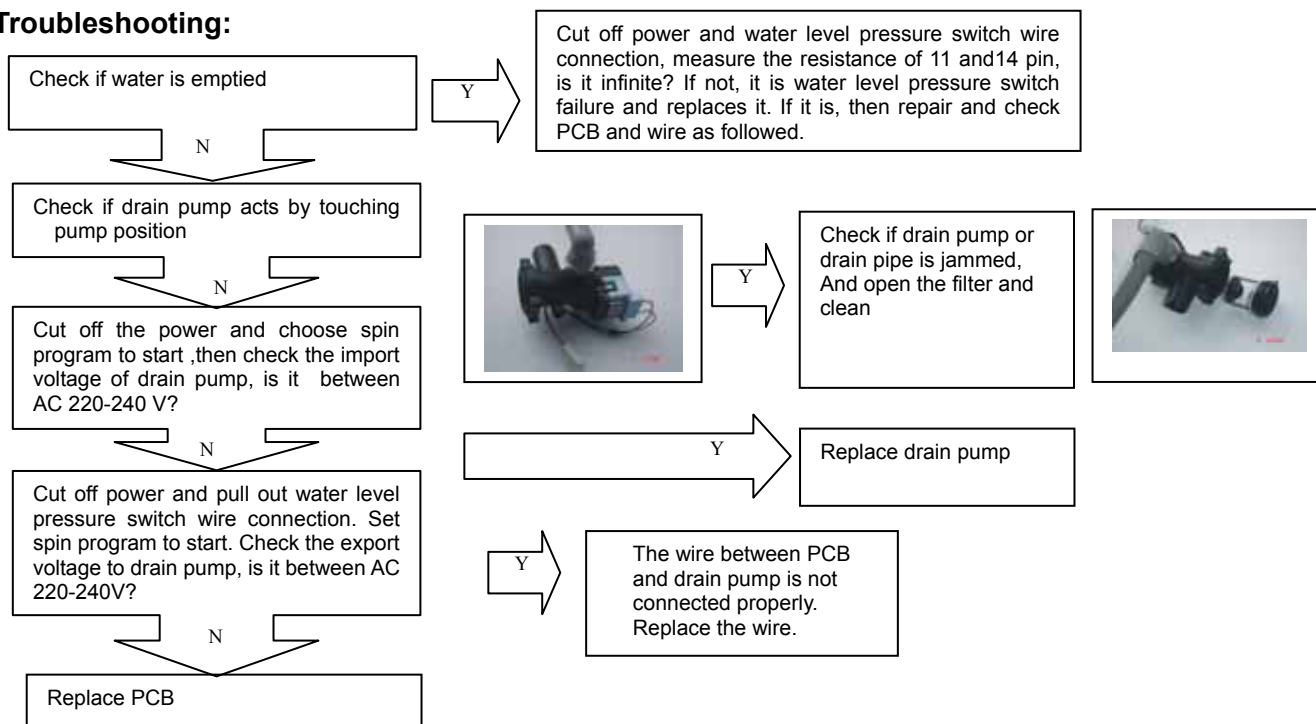 Troubleshooting:
Check if water is emptied
Y
Cut off power and water level pressure switch wire
connection, measure the resistance of 11 and14 pin,
is it infinite? If not, it is water level pressure switch
failure and replaces it. If it is, then repair and check
PCB and wire as followed.
N
Check if drain pump acts by touching
pump position
Y
Check if drain pump or
drain pipe is jammed,
And open the filter and
clean
N
Cut off the power and choose spin
program to start ,then check the import
voltage of drain pump, is it between
AC 220-240 V?
Y
Replace drain pump
N
Cut off power and pull out water level
pressure switch wire connection. Set
spin program to start. Check the export
voltage to drain pump, is it between AC
220-240V?
Y
The wire between PCB
and drain pump is not
connected properly.
Replace the wire.
N
Replace PCB